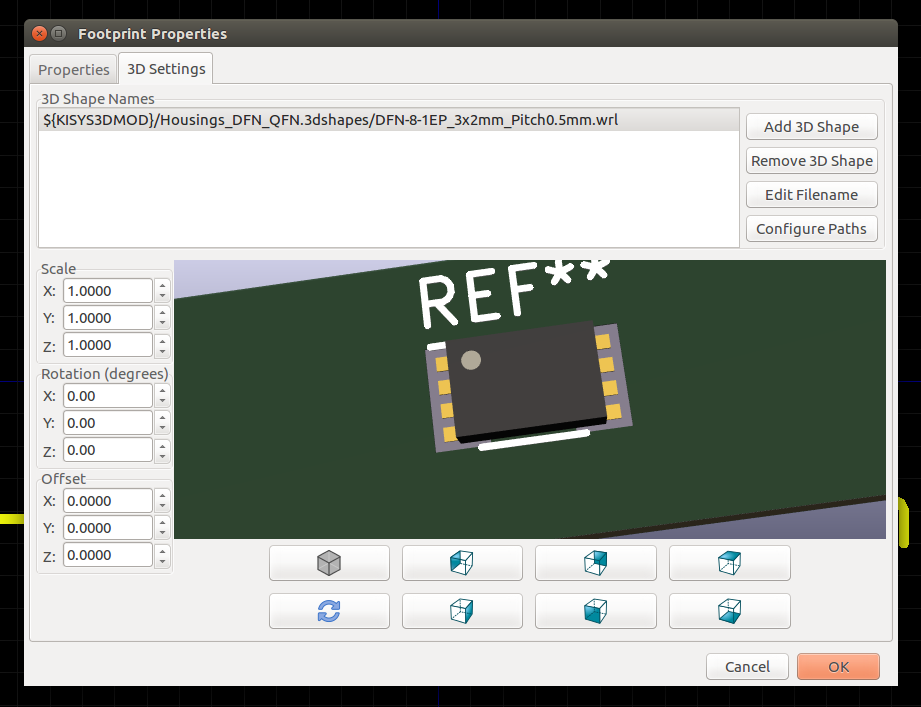 Footprint Properties
Properties
3D Settings
3D Shape Names
${KISYS3DMOD}/Housings_DFN_QFN.3dshapes/DFN-8-1EP_3x2mm_Pitch0.5mm.wrl
Add 3D Shape
Remove 3D Shape
Edit Filename
Configure Paths
Scale
X: 1.0000
Y: 1.0000
Z: 1.0000
Rotation (degrees)
X: 0.00
Y: 0.00
Z: 0.00
Offset
X: 0.0000
Y: 0.0000
Z: 0.0000
REF**
Cancel
OK